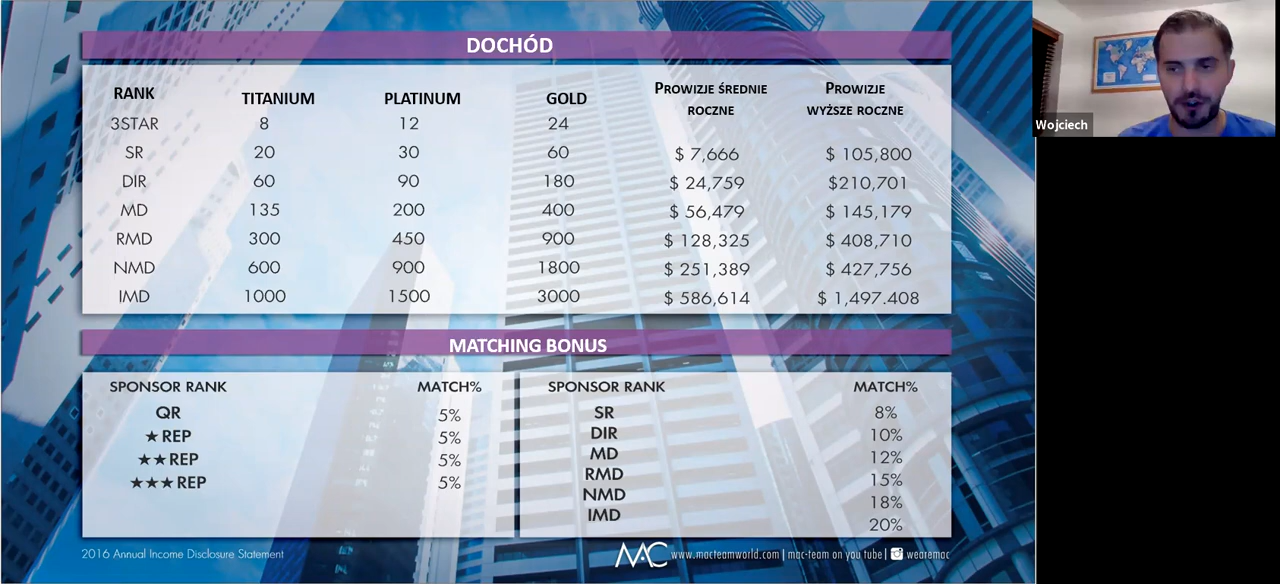 DOCHÓD
RANK TITANIUM PLATINUM GOLD PROWIZJE ŚREDNIE ROCZNE PROWIZJE WYŻSZE ROCZNE
3STAR 8 12 24
SR 20 30 60 $ 7,666 $ 105,800
DIR 60 90 180 $ 24,759 $210,701
MD 135 200 400 $ 56,479 $ 145,179
RMD 300 450 900 $ 128,325 $ 408,710
NMD 600 900 1800 $ 251,389 $ 427,756
IMD 1000 1500 3000 $ 586,614 $ 1,497.408
MATCHING BONUS
SPONSOR RANK MATCH%
QR 5%
★ REP 5%
★★ REP 5%
★★★ REP 5%
SPONSOR RANK MATCH%
SR 8%
DIR 10%
MD 12%
RMD 15%
NMD 18%
IMD 20%
2016 Annual Income Disclosure Statement
MAC www.macteamworld.com | mac-team on you tube | wearemac
Wojciech